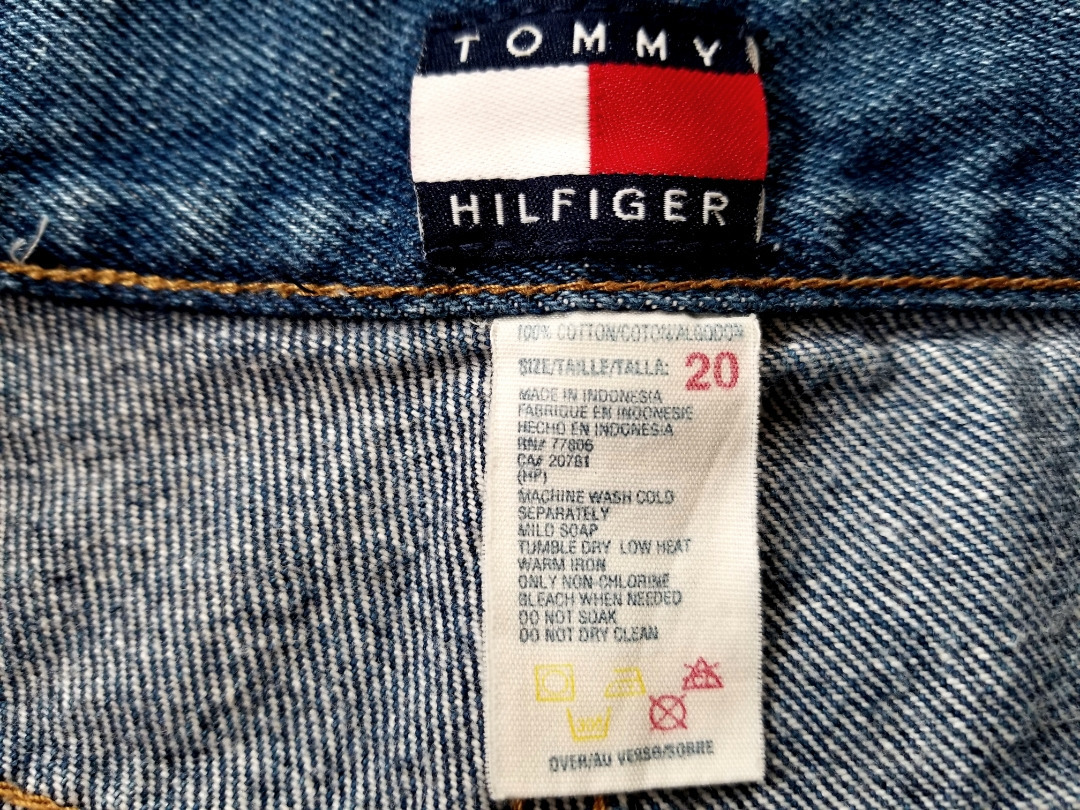 TOMMY
HILFIGER
100% COTTON/COTON/ALGODON
SIZE/TAILLE/TALLA: 20
MADE IN INDONESIA
FABRIQUE EN INDONESIE
HECHO EN INDONESIA
RN# 77806
CA# 20781
(HP)
MACHINE WASH COLD
SEPARATELY
MILD SOAP
TUMBLE DRY LOW HEAT
WARM IRON
ONLY NON-CHLORINE
BLEACH WHEN NEEDED
DO NOT SOAK
DO NOT DRY CLEAN
OVER/AU VERSO/SOBRE